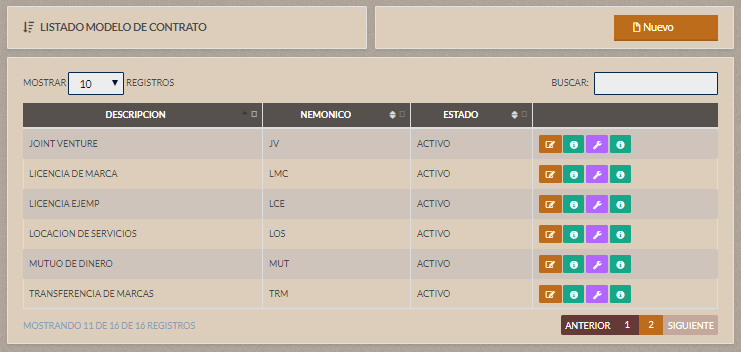 LISTADO MODELO DE CONTRATO
Nuevo
MOSTRAR 10 REGISTROS
BUSCAR:
DESCRIPCION NEMONICO ESTADO
JOINT VENTURE JV ACTIVO
LICENCIA DE MARCA LMC ACTIVO
LICENCIA EJEMP LCE ACTIVO
LOCACION DE SERVICIOS LOS ACTIVO
MUTUO DE DINERO MUT ACTIVO
TRANSFERENCIA DE MARCAS TRM ACTIVO
MOSTRANDO 11 DE 16 DE 16 REGISTROS
ANTERIOR 1 2 SIGUIENTE